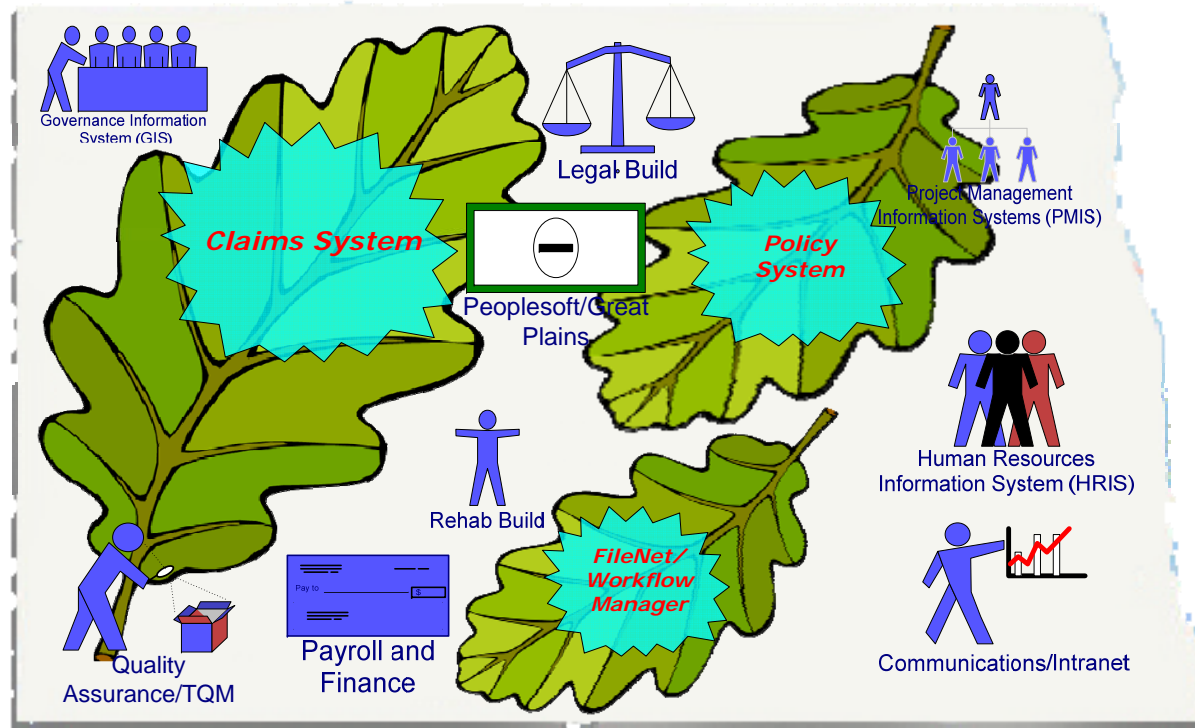 Governance Information
System (GIS)
Legal Build
Project Management
Information Systems (PMIS)
Claims System
Policy
System
Peoplesoft/Great
Plains
Human Resources
Information System (HRIS)
Rehab Build
FileNet/
Workflow
Manager
Pay to
$
Quality
Assurance/TQM
Payroll and
Finance
Communications/Intranet